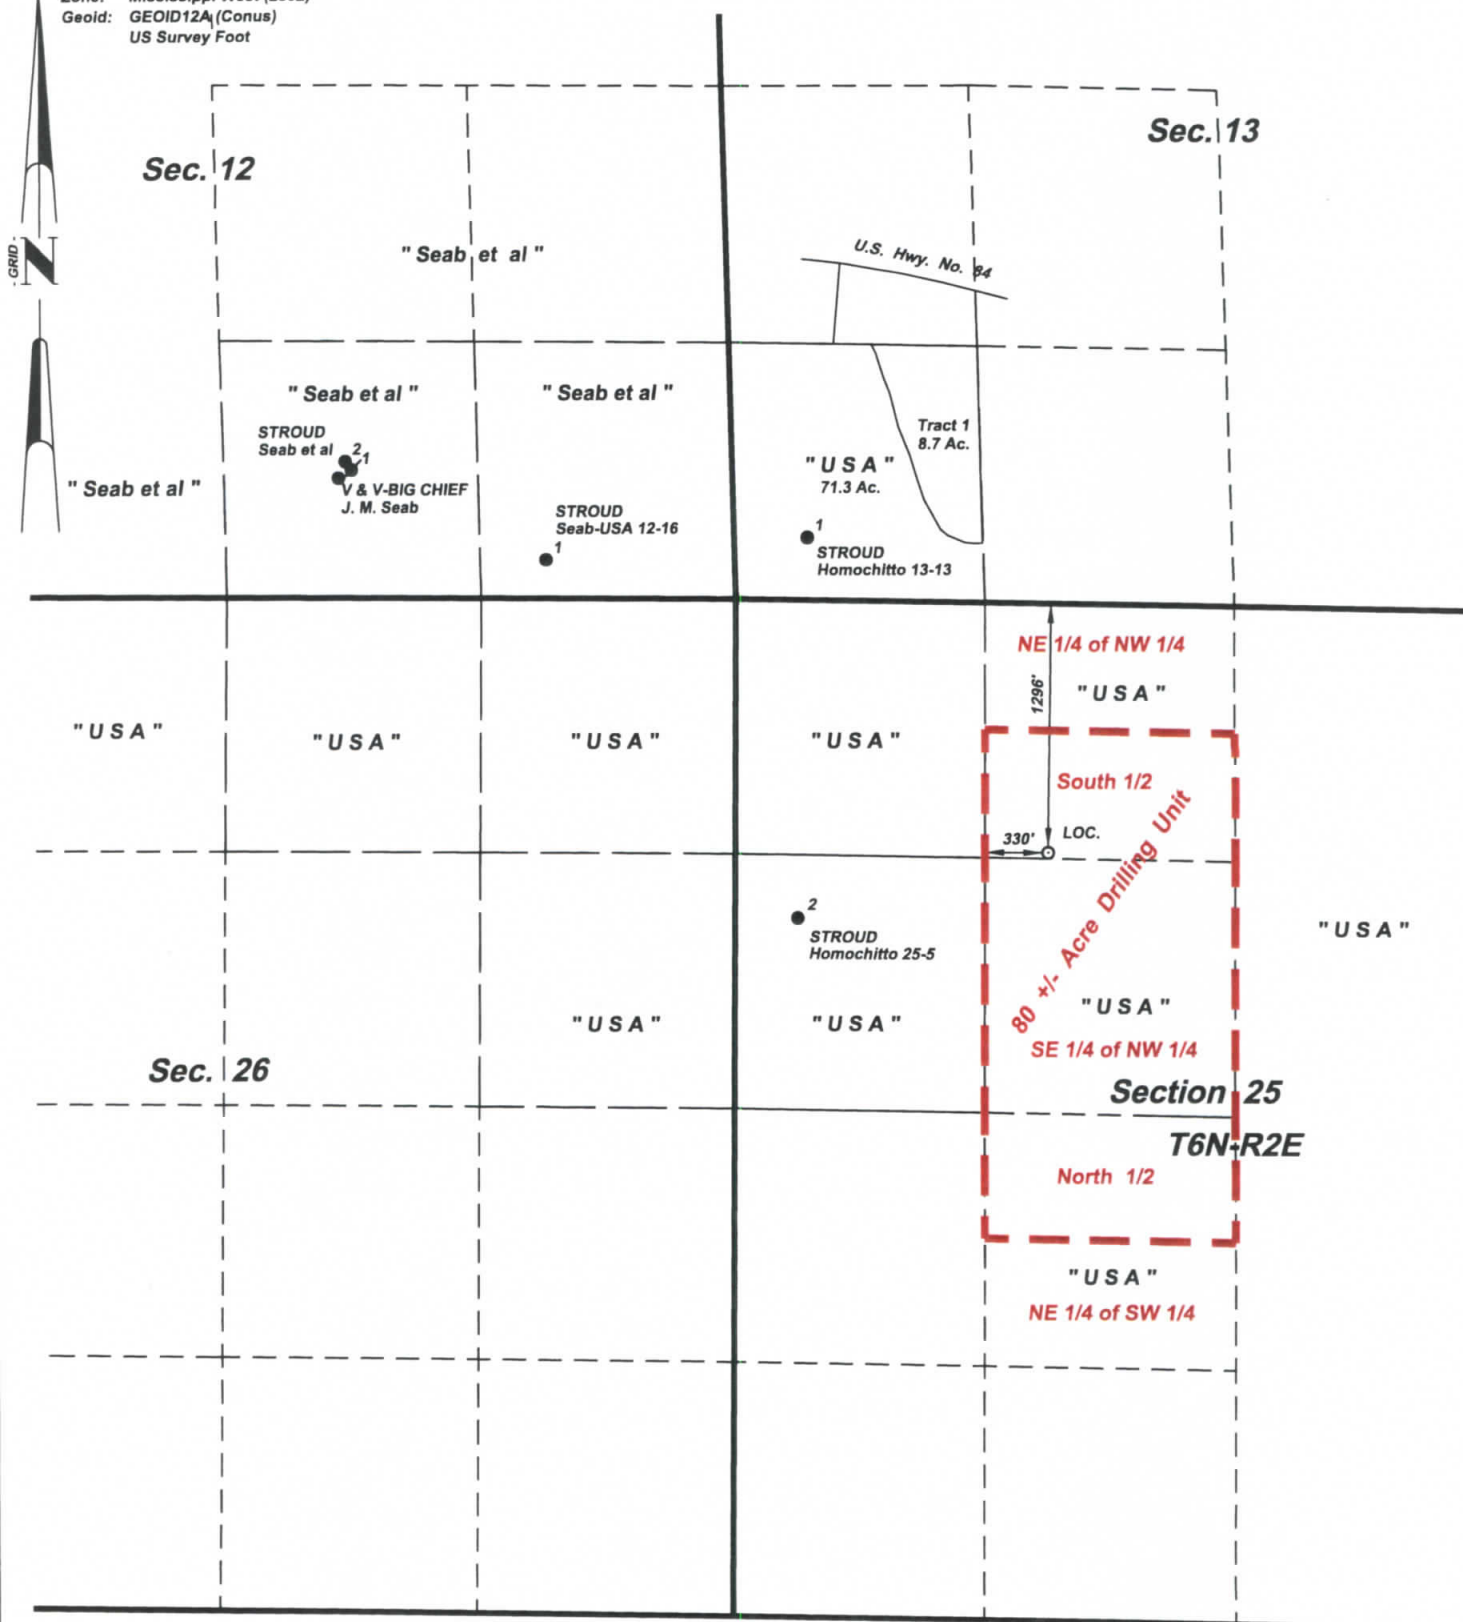 Geoid: GEOID12A (Conus)
US Survey Foot
- GRID -
N
Sec. 12
Sec. 13
" Seab et al "
U.S. Hwy. No. 84
" Seab et al "
" Seab et al "
STROUD
Seab et al
2
1
V & V-BIG CHIEF
J. M. Seab
" Seab et al "
Tract 1
8.7 Ac.
" U S A "
71.3 Ac.
STROUD
Seab-USA 12-16
1
1
STROUD
Homochitto 13-13
NE 1/4 of NW 1/4
1296'
" U S A "
" U S A "
" U S A "
" U S A "
" U S A "
South 1/2
330'
LOC.
80 +/- Acre Drilling Unit
2
STROUD
Homochitto 25-5
" U S A "
" U S A "
" U S A "
" U S A "
SE 1/4 of NW 1/4
Sec. 26
Section 25
T6N-R2E
North 1/2
" U S A "
NE 1/4 of SW 1/4